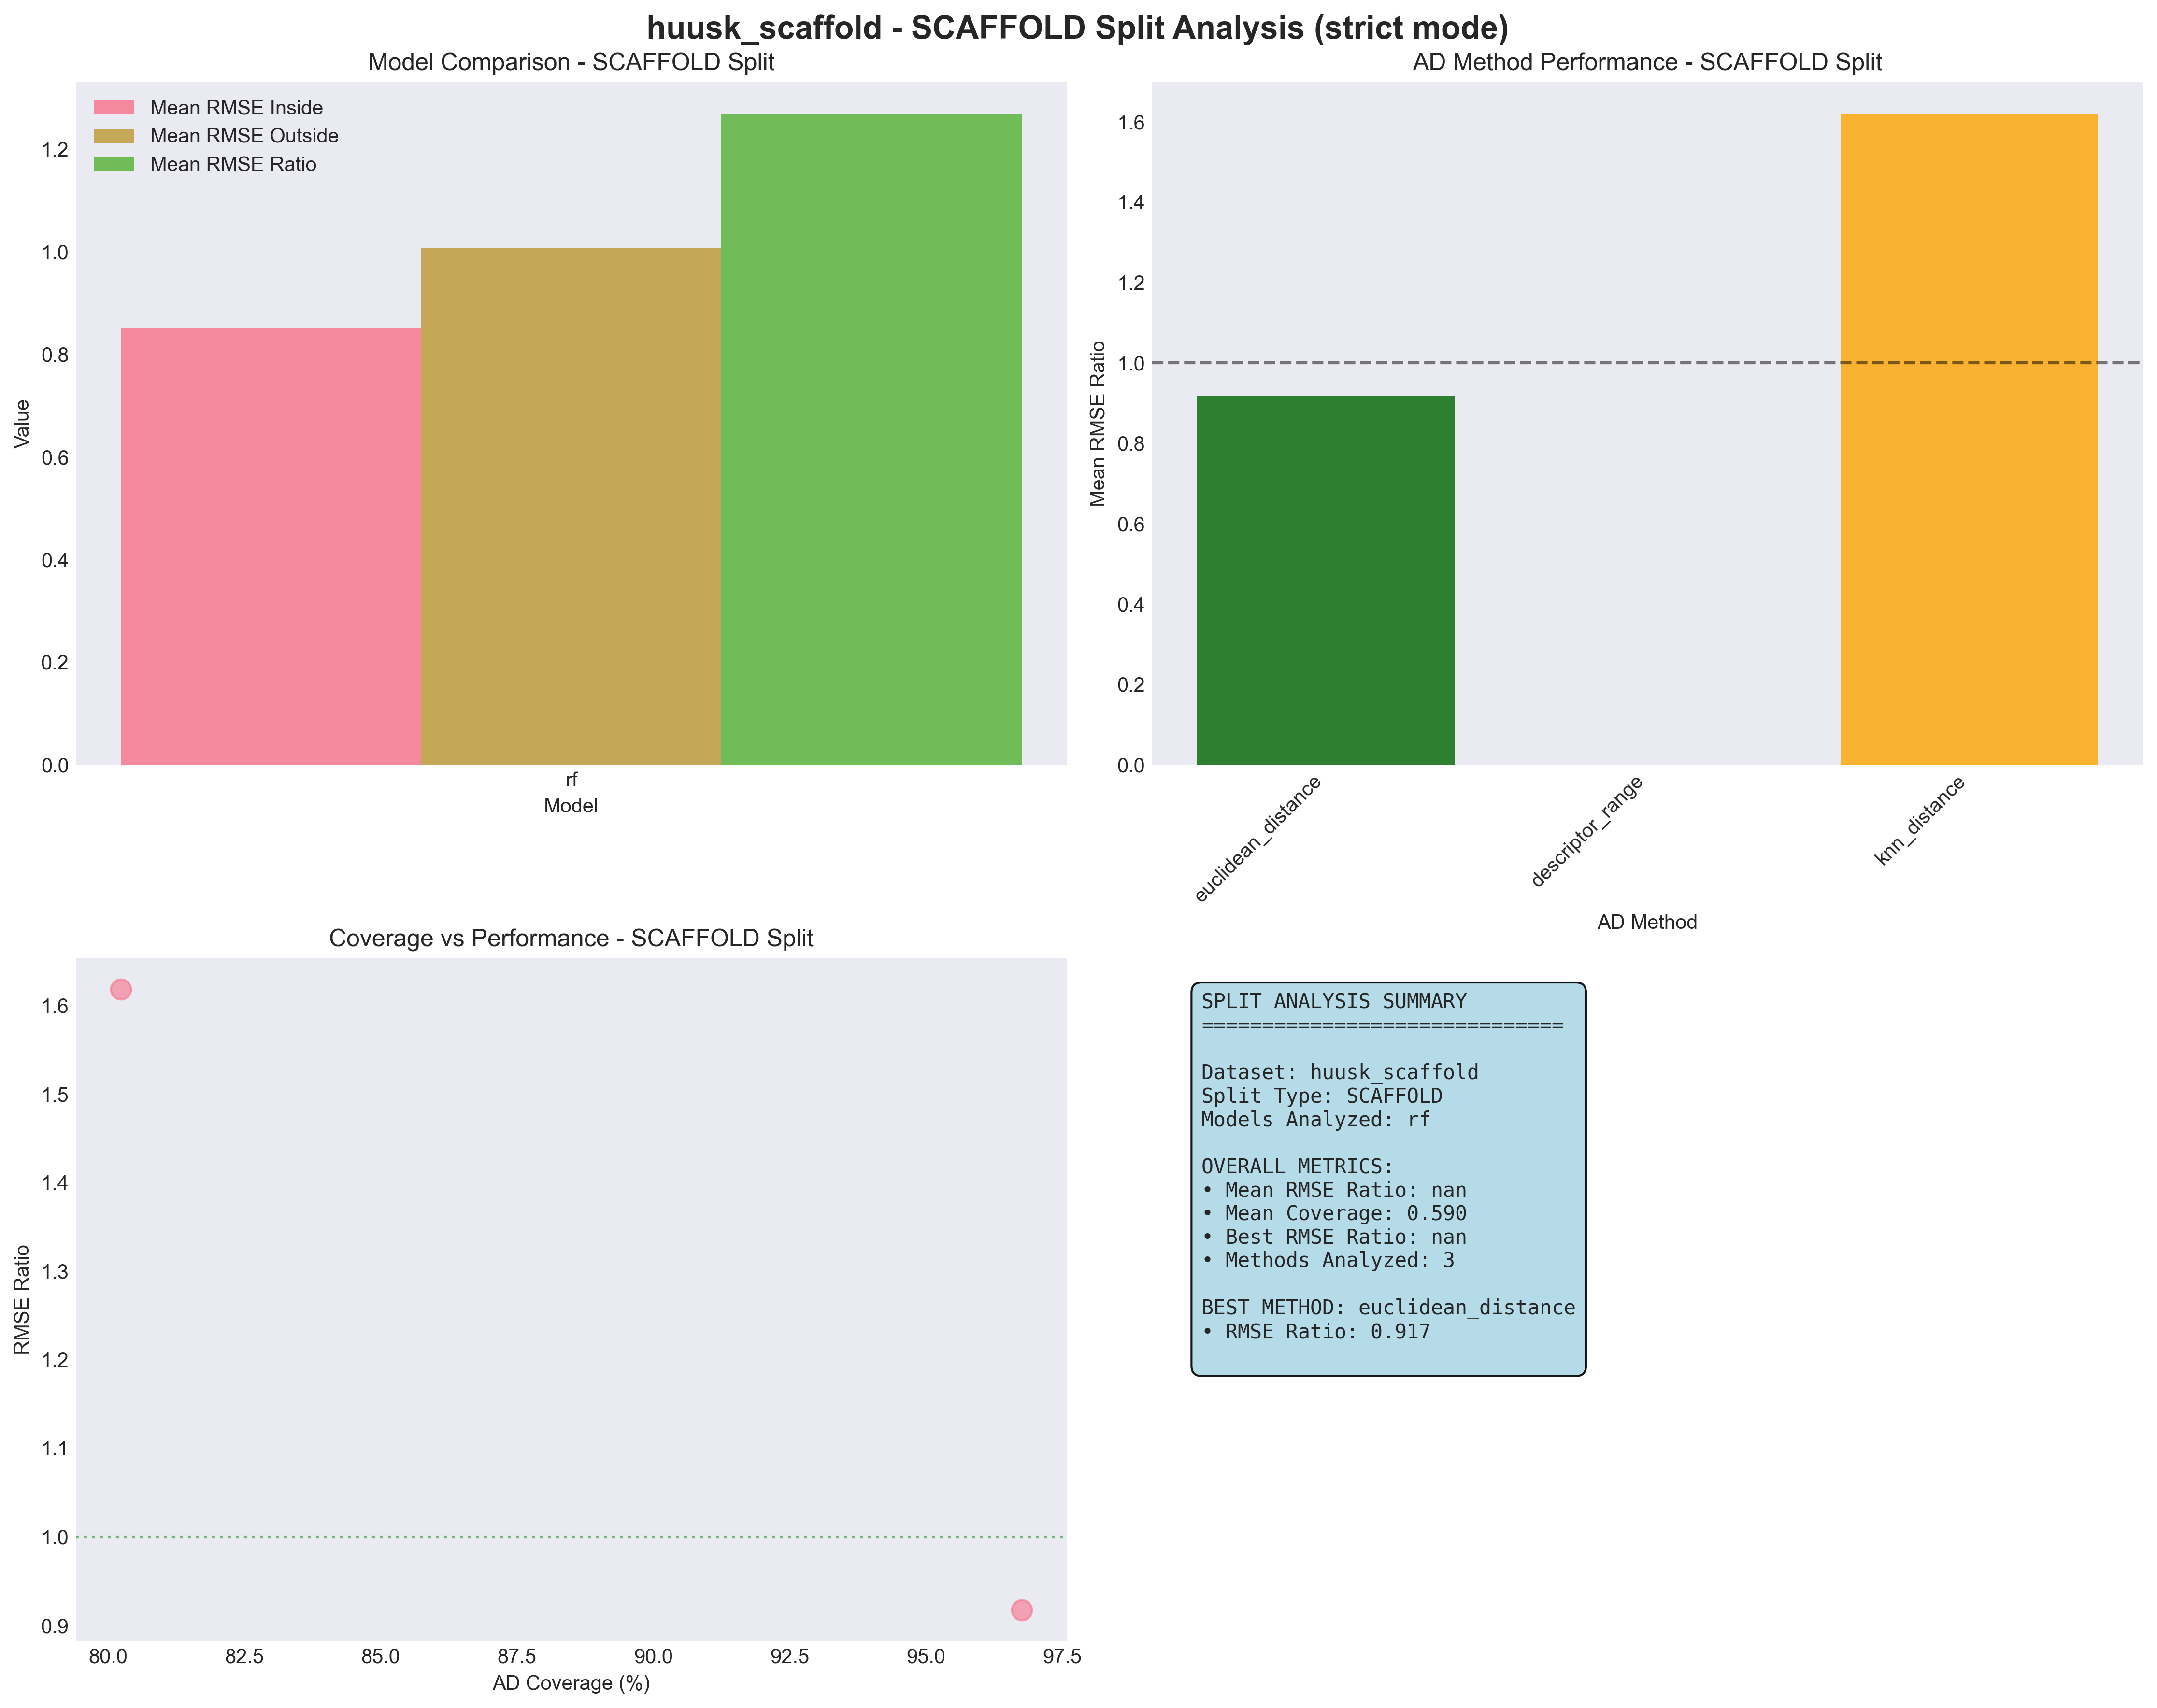 huusk_scaffold - SCAFFOLD Split Analysis (strict mode)
Model Comparison - SCAFFOLD Split
Mean RMSE Inside
Mean RMSE Outside
Mean RMSE Ratio
Value
1.2
1.0
0.8
0.6
0.4
0.2
0.0
rf
Model
AD Method Performance - SCAFFOLD Split
Mean RMSE Ratio
1.6
1.4
1.2
1.0
0.8
0.6
0.4
0.2
0.0
euclidean_distance
descriptor_range
knn_distance
AD Method
Coverage vs Performance - SCAFFOLD Split
RMSE Ratio
1.6
1.5
1.4
1.3
1.2
1.1
1.0
0.9
80.0 82.5 85.0 87.5 90.0 92.5 95.0 97.5
AD Coverage (%)
SPLIT ANALYSIS SUMMARY
==============================
Dataset: huusk_scaffold
Split Type: SCAFFOLD
Models Analyzed: rf
OVERALL METRICS:
• Mean RMSE Ratio: nan
• Mean Coverage: 0.590
• Best RMSE Ratio: nan
• Methods Analyzed: 3
BEST METHOD: euclidean_distance
• RMSE Ratio: 0.917